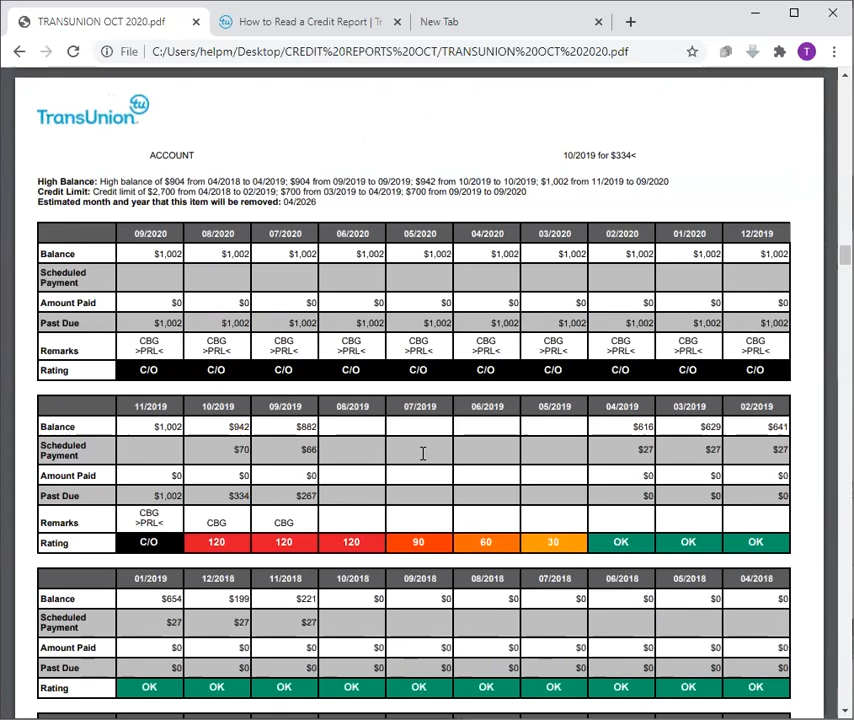 TRANSUNION OCT 2020.pdf
How to Read a Credit Report | Tr
New Tab
File
C:/Users/helpm/Desktop/CREDIT%20REPORTS%20OCT/TRANSUNION%20OCT%202020.pdf
T
tu
TransUnion
ACCOUNT 10/2019 for $334<
High Balance: High balance of $904 from 04/2018 to 04/2019; $904 from 09/2019 to 09/2019; $942 from 10/2019 to 10/2019; $1,002 from 11/2019 to 09/2020
Credit Limit: Credit limit of $2,700 from 04/2018 to 02/2019; $700 from 03/2019 to 04/2019; $700 from 09/2019 to 09/2020
Estimated month and year that this item will be removed: 04/2026
09/2020 08/2020 07/2020 06/2020 05/2020 04/2020 03/2020 02/2020 01/2020 12/2019
Balance $1,002 $1,002 $1,002 $1,002 $1,002 $1,002 $1,002 $1,002 $1,002 $1,002
Scheduled
Payment
Amount Paid $0 $0 $0 $0 $0 $0 $0 $0 $0 $0
Past Due $1,002 $1,002 $1,002 $1,002 $1,002 $1,002 $1,002 $1,002 $1,002 $1,002
CBG CBG CBG CBG CBG CBG CBG CBG CBG CBG
Remarks >PRL< >PRL< >PRL< >PRL< >PRL< >PRL< >PRL< >PRL< >PRL< >PRL<
Rating C/O C/O C/O C/O C/O C/O C/O C/O C/O C/O
11/2019 10/2019 09/2019 08/2019 07/2019 06/2019 05/2019 04/2019 03/2019 02/2019
Balance $1,002 $942 $882 $616 $629 $641
Scheduled
Payment $70 $66 $27 $27 $27
Amount Paid $0 $0 $0 $0 $0 $0
Past Due $1,002 $334 $267 $0 $0 $0
CBG
Remarks >PRL< CBG CBG
Rating C/O 120 120 120 90 60 30 OK OK OK
01/2019 12/2018 11/2018 10/2018 09/2018 08/2018 07/2018 06/2018 05/2018 04/2018
Balance $654 $199 $221 $0 $0 $0 $0 $0 $0 $0
Scheduled
Payment $27 $27 $27
Amount Paid $0 $0 $0 $0 $0 $0 $0 $0 $0 $0
Past Due $0 $0 $0 $0 $0 $0 $0 $0 $0 $0
Rating OK OK OK OK OK OK OK OK OK OK